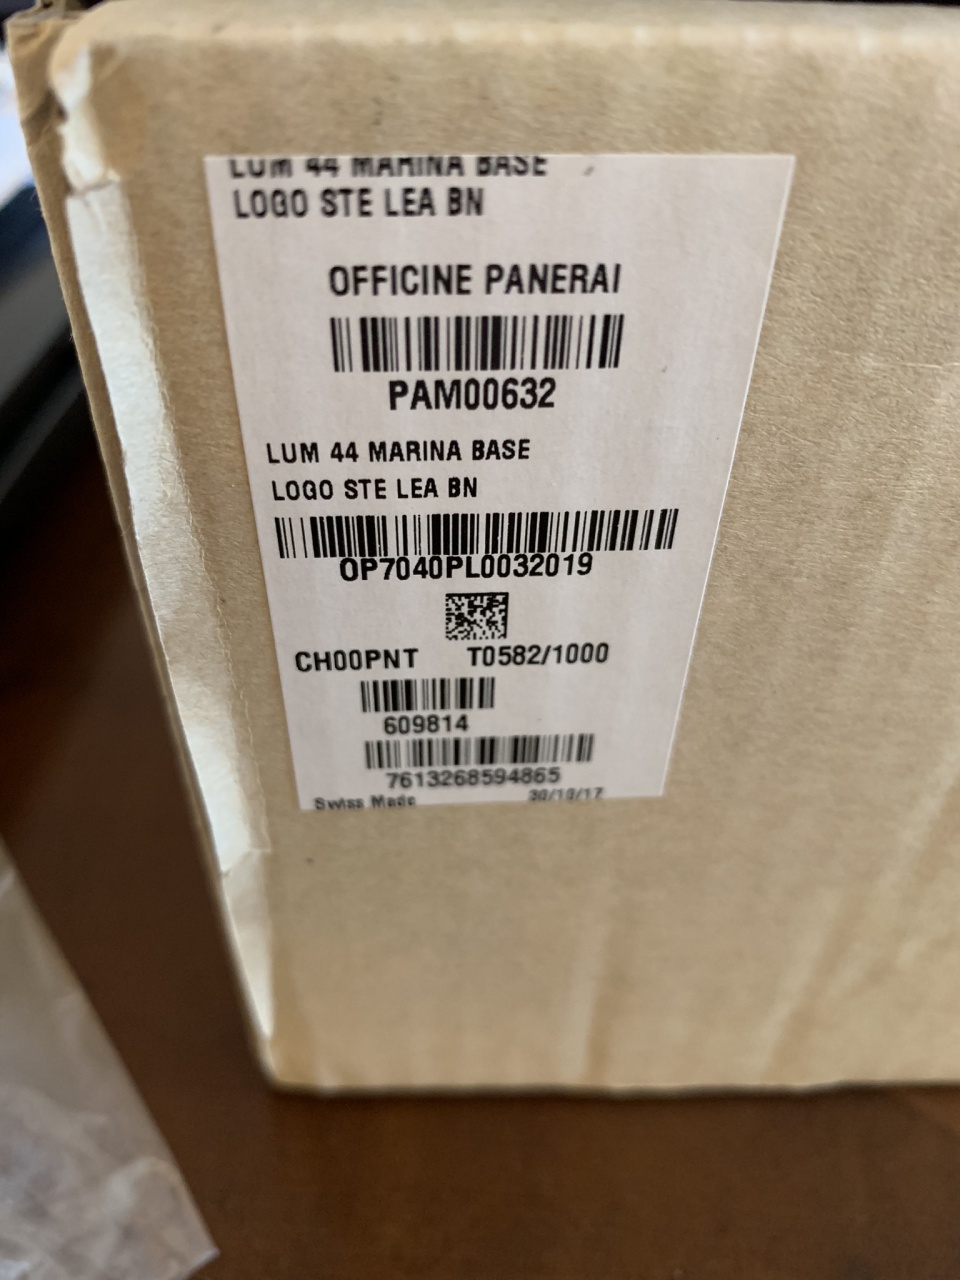 LUM 44 MARINA BASE
LOGO STE LEA BN
OFFICINE PANERAI
PAM00632
LUM 44 MARINA BASE
LOGO STE LEA BN
OP7040PL0032019
CH00PNT T0582/1000
609814
7613268594865
Swiss Made 30/10/17